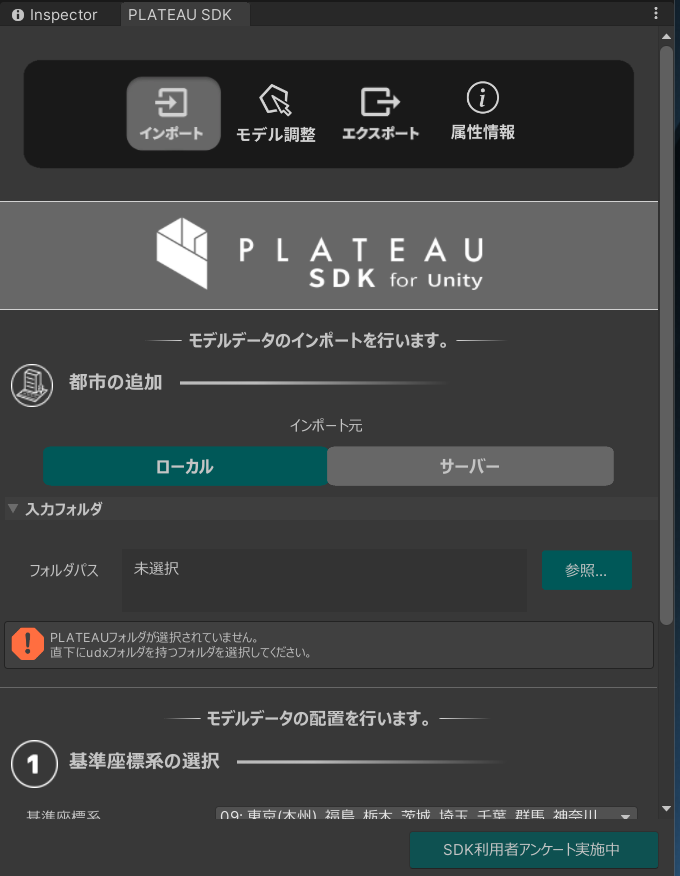 Inspector
PLATEAU SDK
インポート
モデル調整
エクスポート
属性情報
PLATEAU
SDK for Unity
モデルデータのインポートを行います。
都市の追加
インポート元
ローカル
サーバー
入力フォルダ
フォルダパス
未選択
参照...
PLATEAUフォルダが選択されていません。
直下にudxフォルダを持つフォルダを選択してください。
モデルデータの配置を行います。
1
基準座標系の選択
基準座標系
09: 東京(本州), 福島, 栃木, 茨城, 埼玉, 千葉, 群馬, 神奈川
SDK利用者アンケート実施中